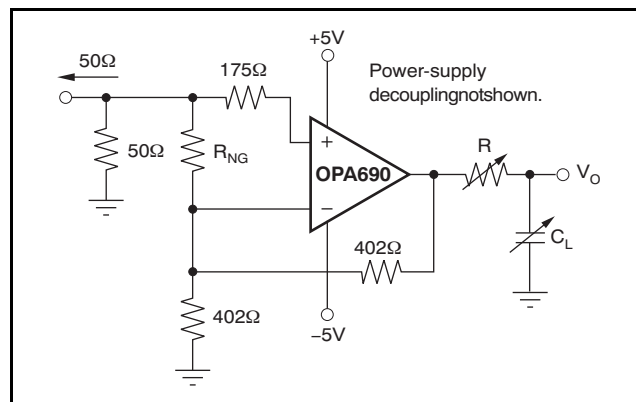 +5V
50Ω
175Ω
Power-supply
decouplingnotshown.
50Ω
R_NG
+
OPA690
−
R
V_O
C_L
402Ω
402Ω
−5V